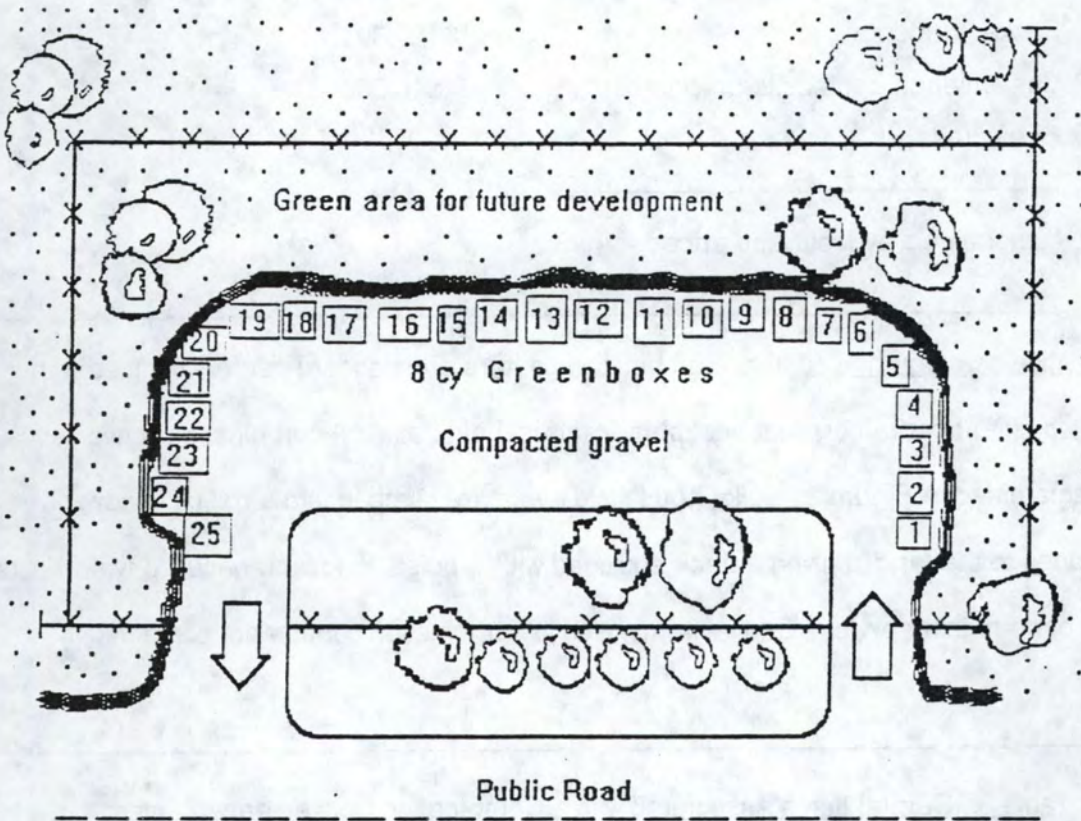 Green area for future development
19 18 17 16 15 14 13 12 11 10 9 8 7 6
20 5
21 4
22 3
23 2
24 1
25
8 cy Greenboxes
Compacted gravel
Public Road